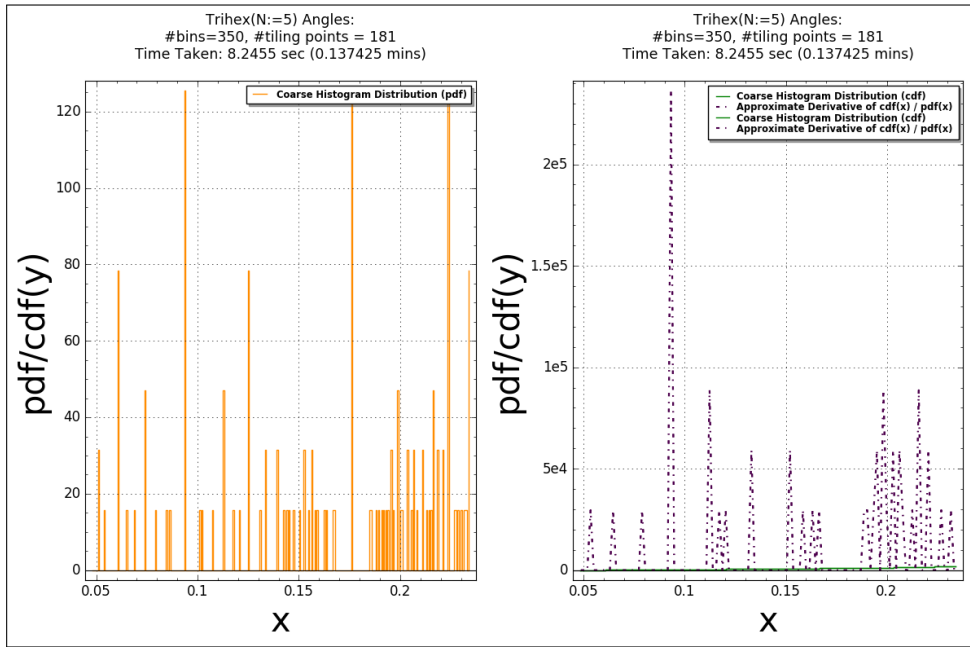 Trihex(N:=5) Angles:
#bins=350, #tiling points = 181
Time Taken: 8.2455 sec (0.137425 mins)
Coarse Histogram Distribution (pdf)
120
100
80
60
40
20
0
0.05
0.1
0.15
0.2
pdf/cdf(y)
x
Trihex(N:=5) Angles:
#bins=350, #tiling points = 181
Time Taken: 8.2455 sec (0.137425 mins)
Coarse Histogram Distribution (cdf)
Approximate Derivative of cdf(x) / pdf(x)
Coarse Histogram Distribution (cdf)
Approximate Derivative of cdf(x) / pdf(x)
2e5
1.5e5
1e5
5e4
0
0.05
0.1
0.15
0.2
pdf/cdf(y)
x